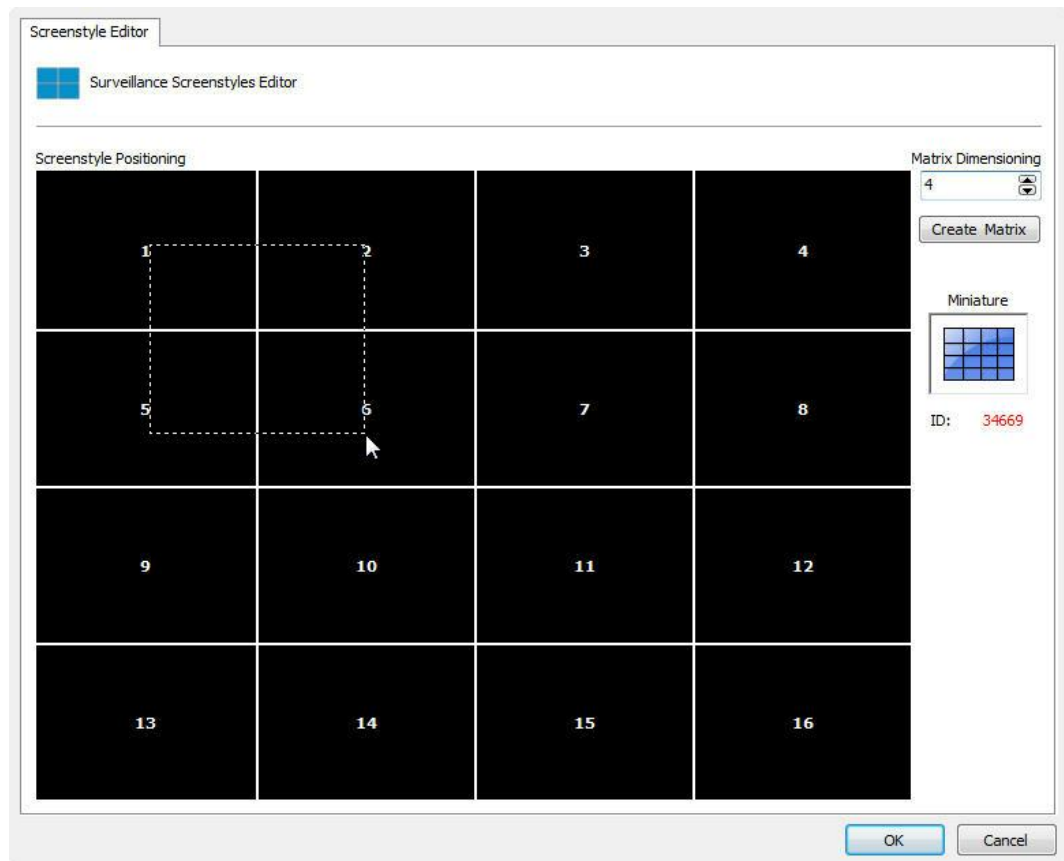 Screenstyle Editor
Surveillance Screenstyles Editor
Screenstyle Positioning
Matrix Dimensioning
4
Create Matrix
1 2 3 4
Miniature
5 6 7 8
ID: 34669
9 10 11 12
13 14 15 16
OK Cancel